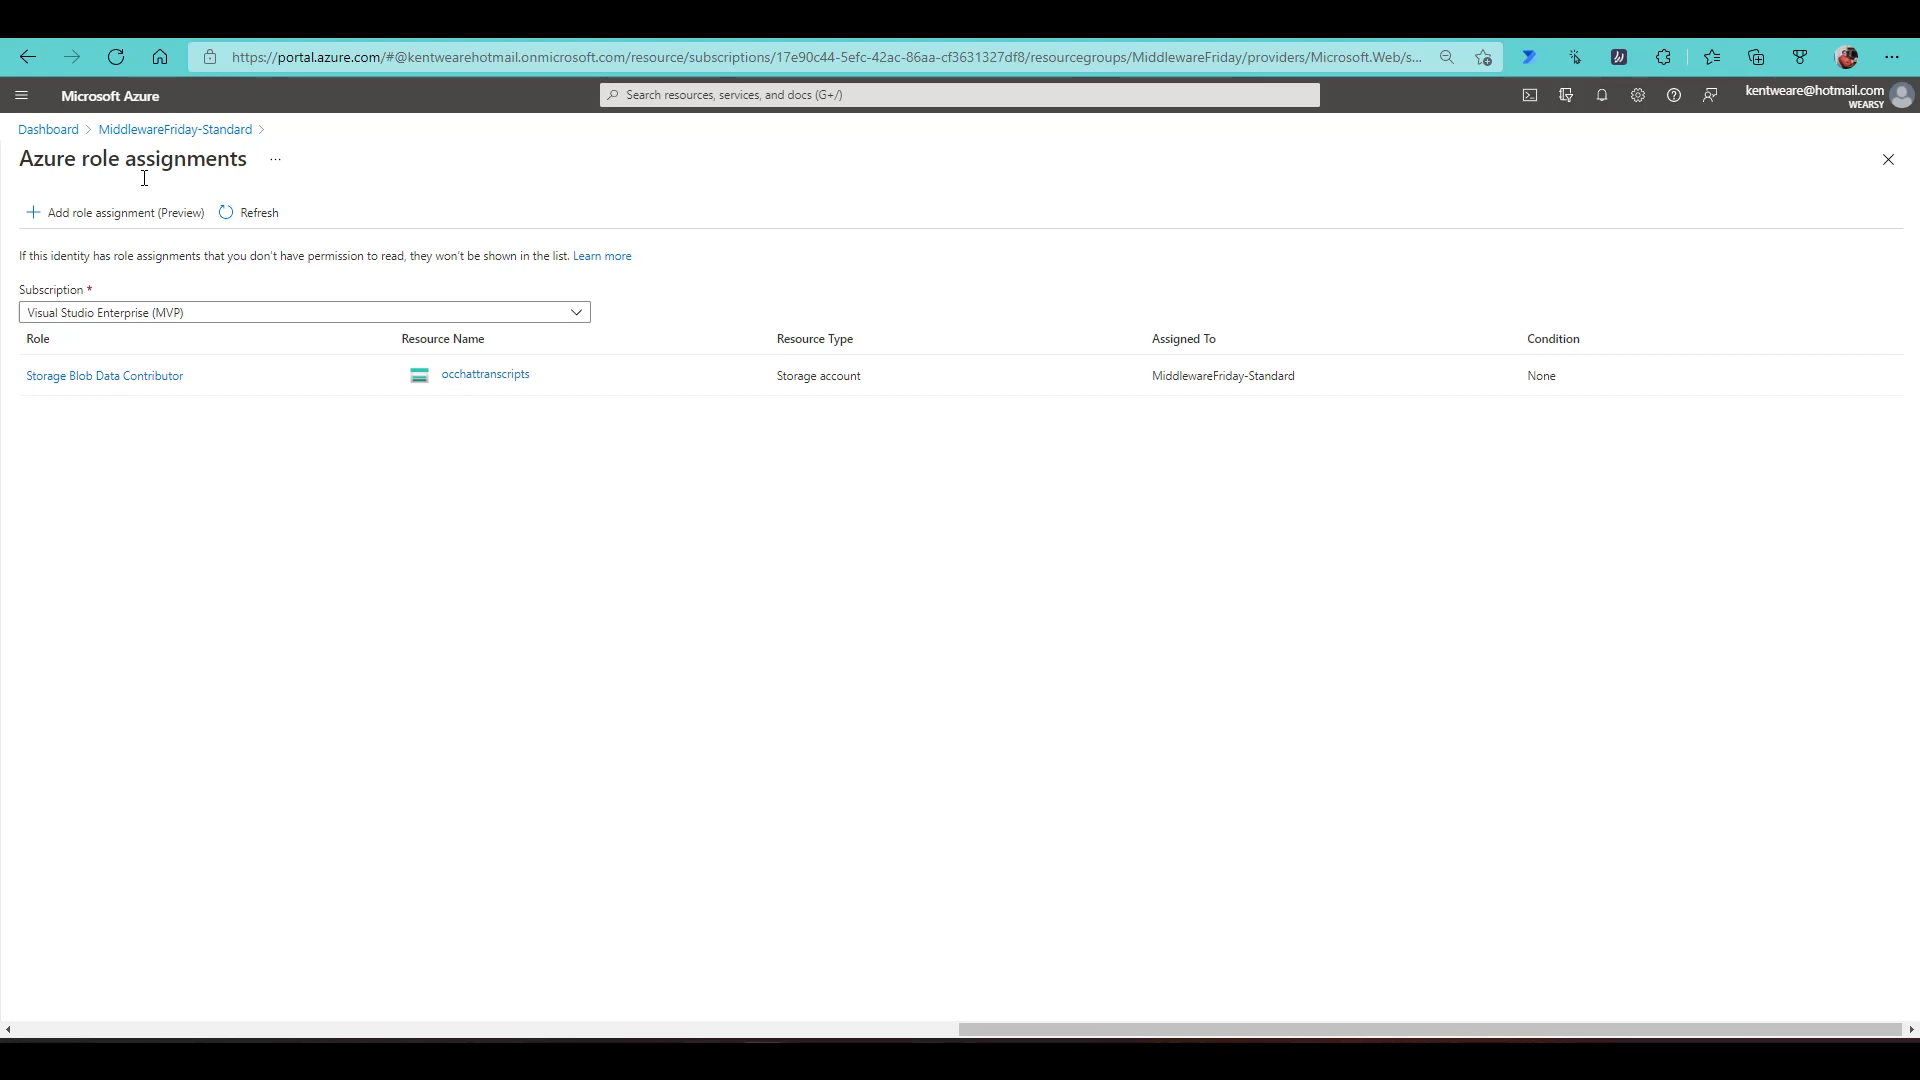 https://portal.azure.com/#@kentwearehotmail.onmicrosoft.com/resource/subscriptions/17e90c44-5efc-42ac-86aa-cf3631327df8/resourcegroups/MiddlewareFriday/providers/Microsoft.Web/s...
Microsoft Azure
Search resources, services, and docs (G+/)
kentweare@hotmail.com
WEARSY
Dashboard > MiddlewareFriday-Standard >
Azure role assignments ...
Add role assignment (Preview) Refresh
If this identity has role assignments that you don't have permission to read, they won't be shown in the list. Learn more
Subscription *
Visual Studio Enterprise (MVP)
Role Resource Name Resource Type Assigned To Condition
Storage Blob Data Contributor occhattranscripts Storage account MiddlewareFriday-Standard None